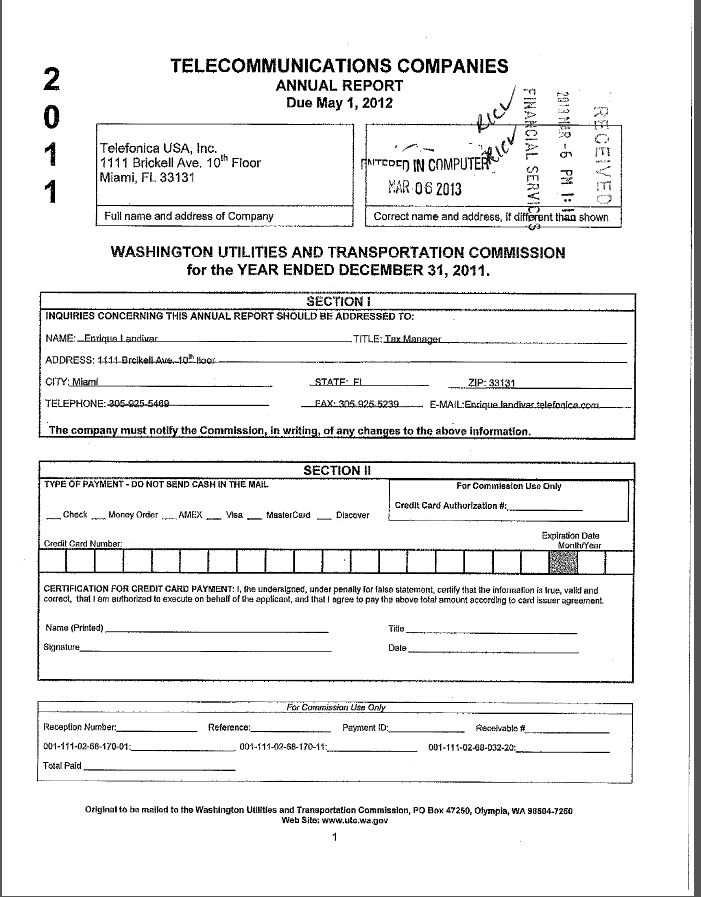 2
0
1
1
TELECOMMUNICATIONS COMPANIES
ANNUAL REPORT
Due May 1, 2012
Telefonica USA, Inc.
1111 Brickell Ave. 10th Floor
Miami, FL 33131
Full name and address of Company
ENTERED IN COMPUTER
MAR 06 2013
Correct name and address, if different than shown
RECEIVED
2013 MAR -6 PM 1:
FINANCIAL SERVICES
WASHINGTON UTILITIES AND TRANSPORTATION COMMISSION
for the YEAR ENDED DECEMBER 31, 2011.
SECTION I
INQUIRIES CONCERNING THIS ANNUAL REPORT SHOULD BE ADDRESSED TO:
NAME: Enrique Landivar TITLE: Tax Manager
ADDRESS: 1111 Brcikell Ave. 10th floor
CITY: Miami STATE: FL ZIP: 33131
TELEPHONE: 305-925-5469 FAX: 305-925-5239 E-MAIL:Enrique.landivar.telefonica.com
The company must notify the Commission, in writing, of any changes to the above information.
SECTION II
TYPE OF PAYMENT - DO NOT SEND CASH IN THE MAIL
For Commission Use Only
Credit Card Authorization #:
___ Check ___ Money Order ___ AMEX ___ Visa ___ MasterCard ___ Discover
Expiration Date
Credit Card Number: Month/Year
CERTIFICATION FOR CREDIT CARD PAYMENT: I, the undersigned, under penalty for false statement, certify that the information is true, valid and
correct, that I am authorized to execute on behalf of the applicant, and that I agree to pay the above total amount according to card issuer agreement.
Name (Printed) Title
Signature Date
For Commission Use Only
Reception Number: Reference: Payment ID: Receivable #
001-111-02-68-170-01: 001-111-02-68-170-11: 001-111-02-68-032-20:
Total Paid
Original to be mailed to the Washington Utilities and Transportation Commission, PO Box 47250, Olympia, WA 98504-7250
Web Site: www.utc.wa.gov
1